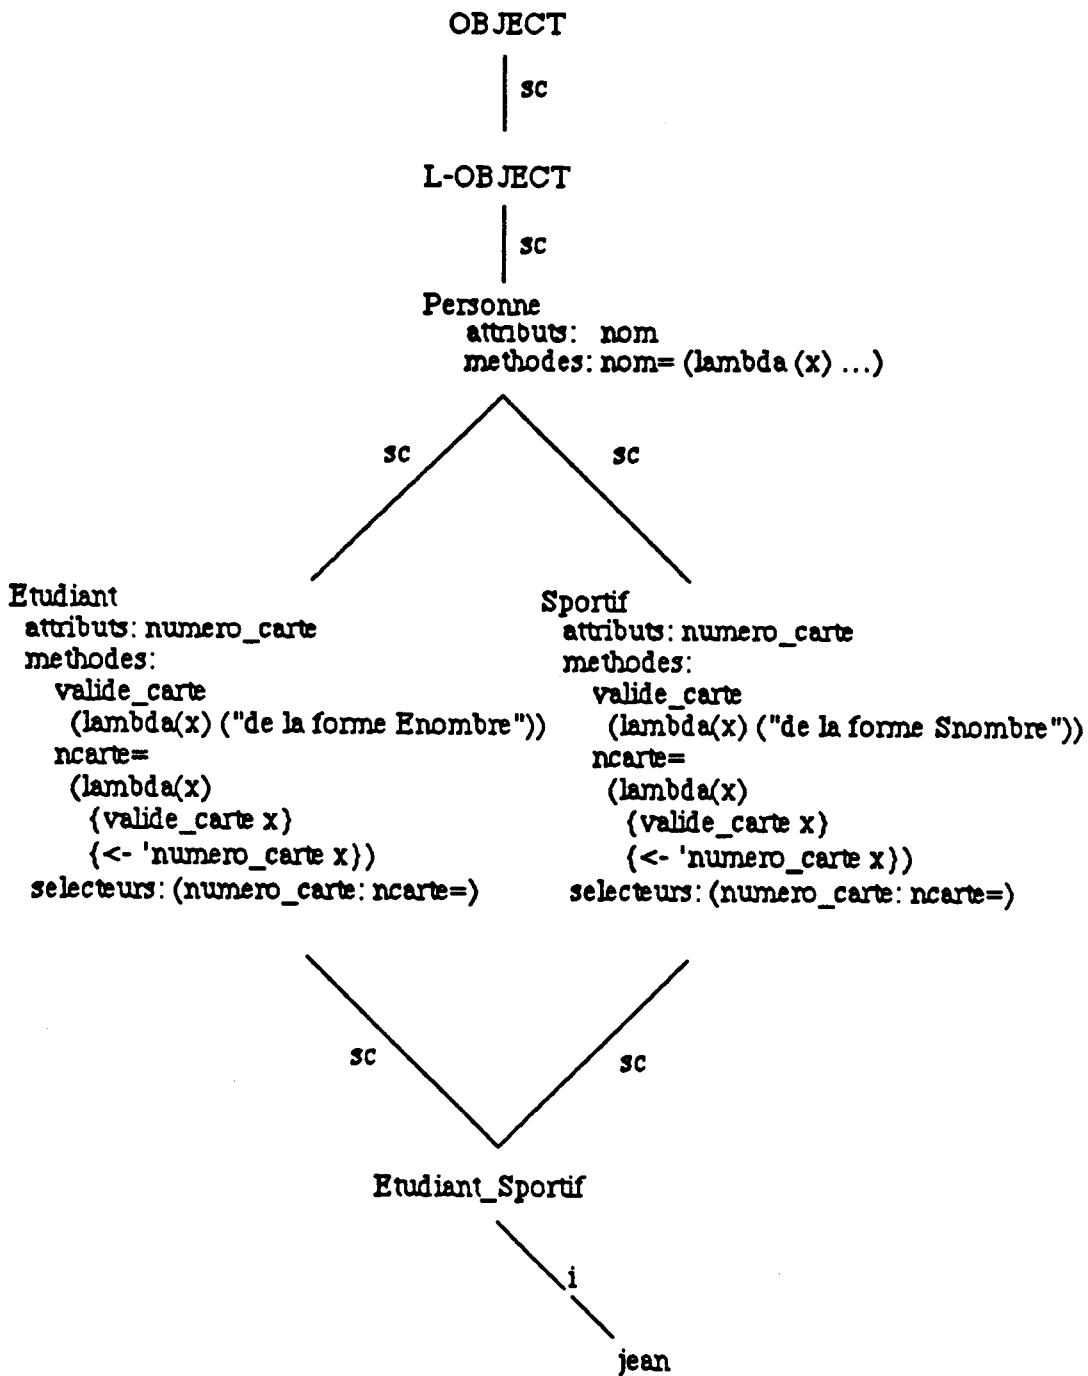 OBJECT
sc
L-OBJECT
sc
Personne
attributs: nom
methodes: nom= (lambda (x) ...)
sc
sc
Etudiant
attributs: numero_carte
methodes:
valide_carte
(lambda(x) ("de la forme Enombre"))
ncarte=
(lambda(x)
{valide_carte x}
{<- 'numero_carte x})
selecteurs: (numero_carte: ncarte=)
Sportif
attributs: numero_carte
methodes:
valide_carte
(lambda(x) ("de la forme Snombre"))
ncarte=
(lambda(x)
{valide_carte x}
{<- 'numero_carte x})
selecteurs: (numero_carte: ncarte=)
sc
sc
Etudiant_Sportif
i
jean